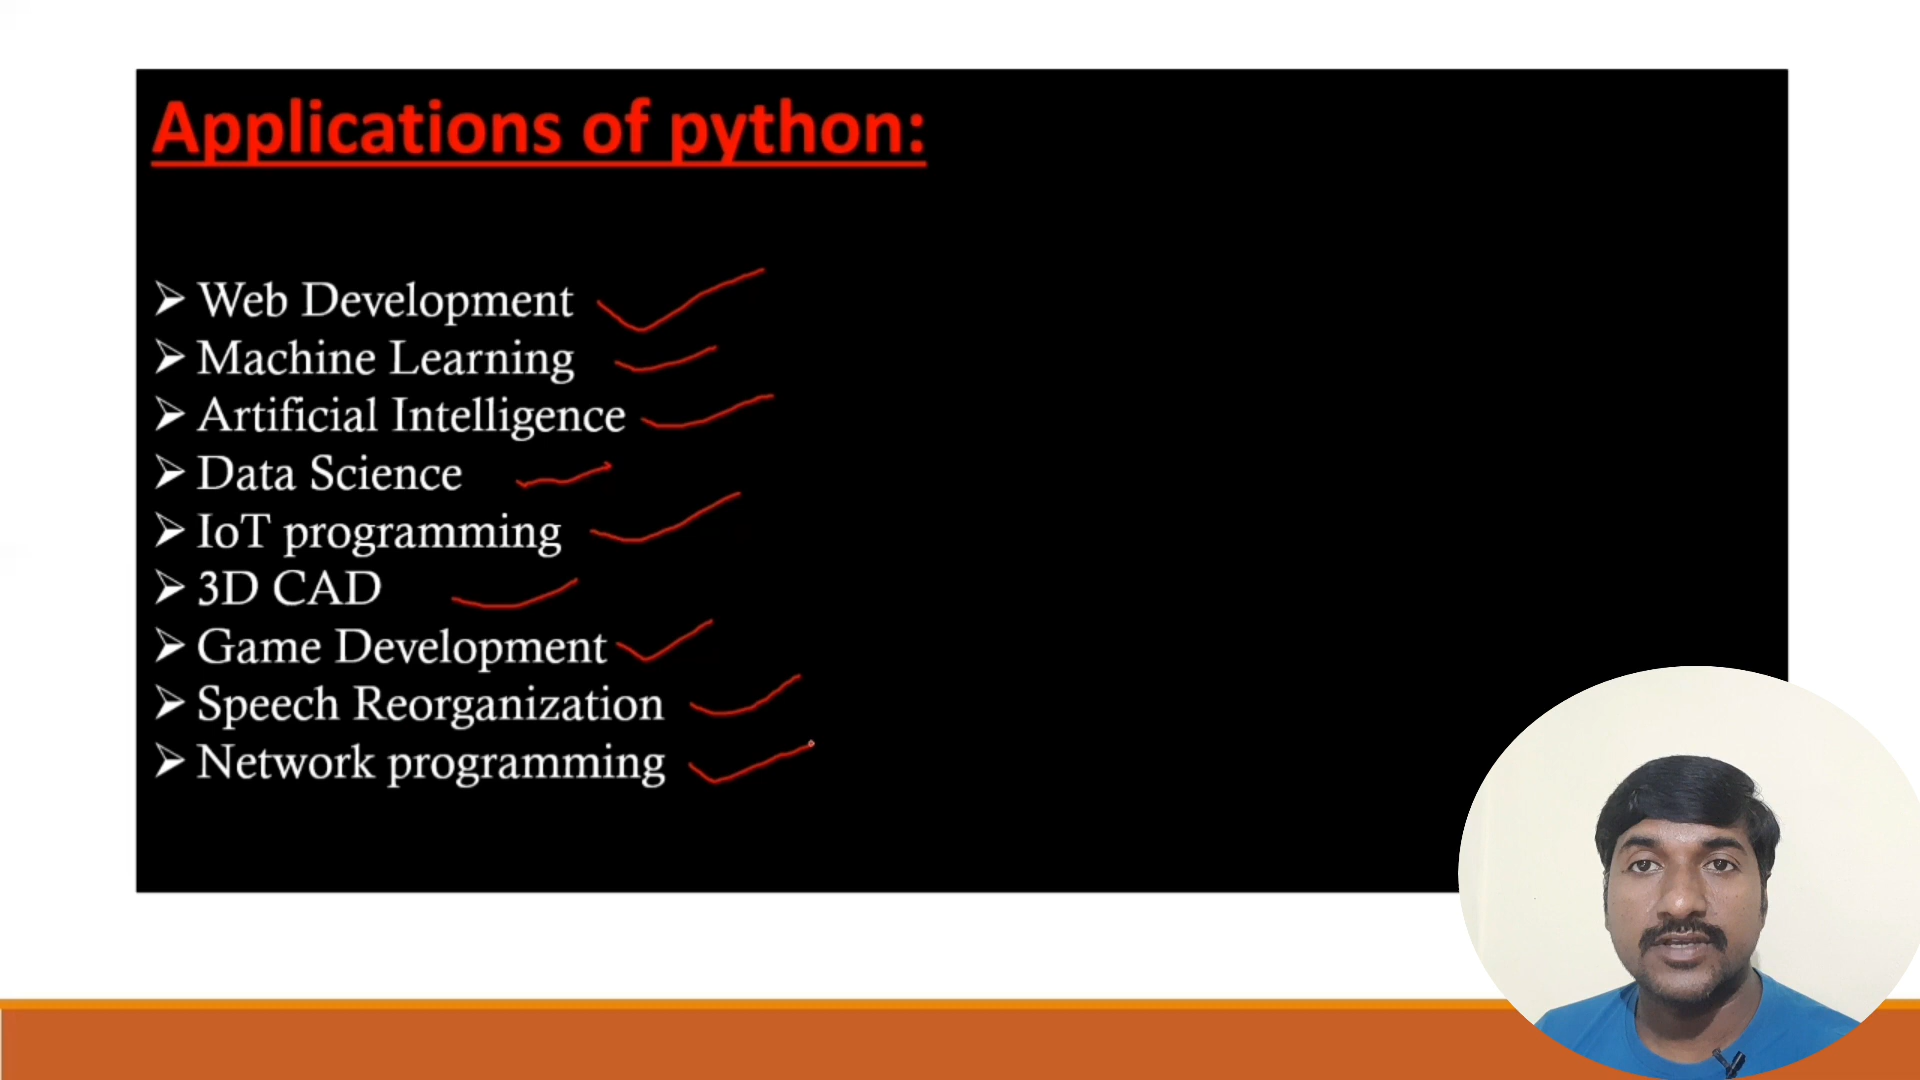 Applications of python:
➢ Web Development
➢ Machine Learning
➢ Artificial Intelligence
➢ Data Science
➢ IoT programming
➢ 3D CAD
➢ Game Development
➢ Speech Reorganization
➢ Network programming